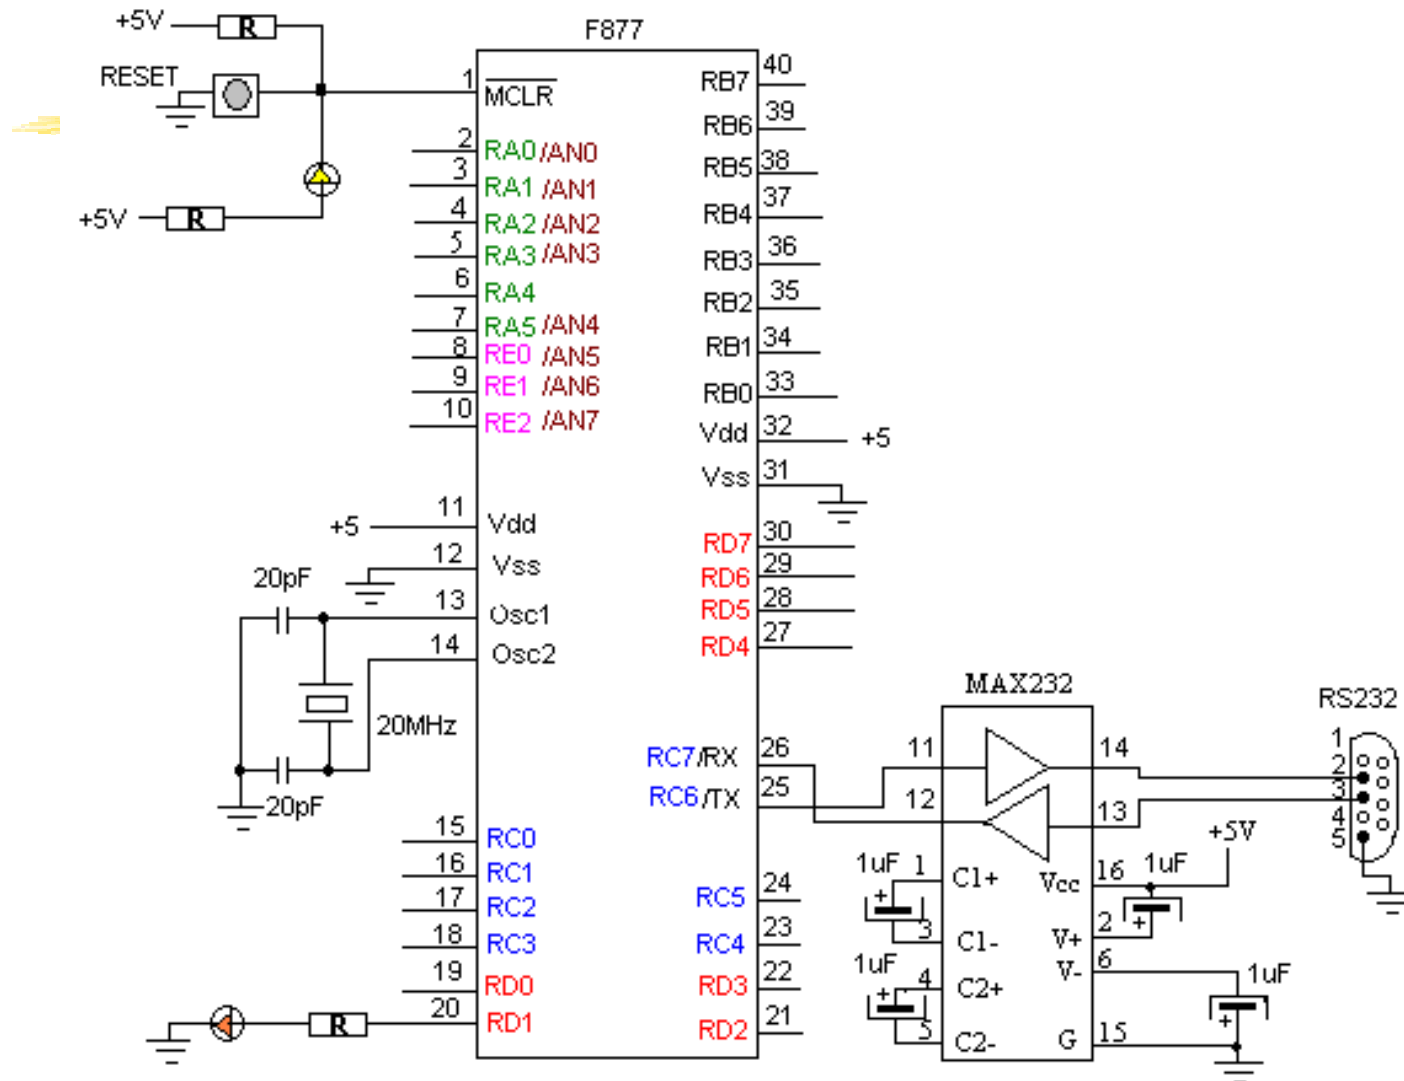 F877
+5V
R
RESET
1
MCLR
+5V
R
2
RA0/AN0
3
RA1/AN1
4
RA2/AN2
5
RA3/AN3
6
RA4
7
RA5/AN4
8
RE0/AN5
9
RE1/AN6
10
RE2/AN7
+5
11
Vdd
12
Vss
20pF
13
Osc1
14
Osc2
20MHz
20pF
15
RC0
16
RC1
17
RC2
18
RC3
19
RD0
R
20
RD1
RB7
40
RB6
39
RB5
38
RB4
37
RB3
36
RB2
35
RB1
34
RB0
33
Vdd
32
+5
Vss
31
RD7
30
RD6
29
RD5
28
RD4
27
RC7/RX
26
RC6/TX
25
RC5
24
RC4
23
RD3
22
RD2
21
MAX232
11
14
12
13
1uF
1
C1+
3
C1-
1uF
4
C2+
5
C2-
Vcc
16
1uF
+5V
V+
2
V-
6
1uF
G
15
RS232
1
2
3
4
5
+
+
+
+